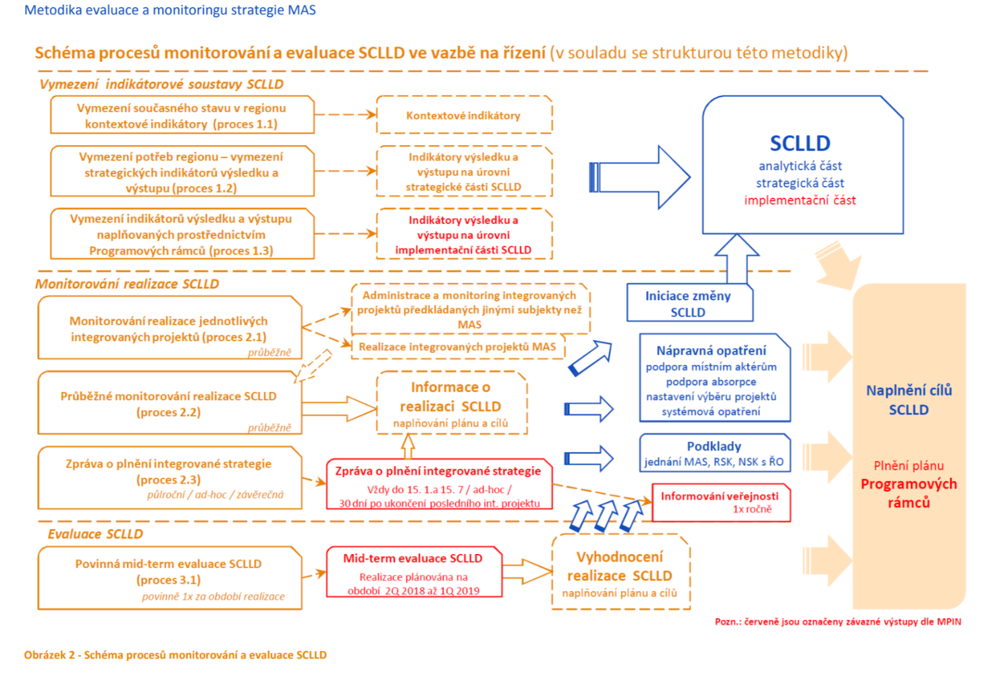 Metodika evaluace a monitoringu strategie MAS
Schéma procesů monitorování a evaluace SCLLD ve vazbě na řízení (v souladu se strukturou této metodiky)
Vymezení indikátorové soustavy SCLLD
Vymezení současného stavu v regionu
kontextové indikátory (proces 1.1)
Kontextové indikátory
Vymezení potřeb regionu – vymezení
strategických indikátorů výsledku a
výstupu (proces 1.2)
Indikátory výsledku a
výstupu na úrovni
strategické části SCLLD
Vymezení indikátorů výsledku a výstupu
naplňovaných prostřednictvím
Programových rámců (proces 1.3)
Indikátory výsledku a
výstupu na úrovni
implementační části SCLLD
SCLLD
analytická část
strategická část
implementační část
Monitorování realizace SCLLD
Monitorování realizace jednotlivých
integrovaných projektů (proces 2.1)
průběžně
Administrace a monitoring integrovaných
projektů předkládaných jinými subjekty než
MAS
Realizace integrovaných projektů MAS
Iniciace změny
SCLLD
Průběžné monitorování realizace SCLLD
(proces 2.2)
průběžně
Informace o
realizaci SCLLD
naplňování plánu a cílů
Nápravná opatření
podpora místním aktérům
podpora absorpce
nastavení výběru projektů
systémová opatření
Zpráva o plnění integrované strategie
(proces 2.3)
půlroční / ad-hoc / závěrečná
Zpráva o plnění integrované strategie
Vždy do 15. 1.a 15. 7 / ad-hoc /
30 dní po ukončení posledního int. projektu
Podklady
jednání MAS, RSK, NSK s ŘO
Informování veřejnosti
1x ročně
Naplnění cílů
SCLLD
Plnění plánu
Programových
rámců
Evaluace SCLLD
Povinná mid-term evaluace SCLLD
(proces 3.1)
povinně 1x za období realizace
Mid-term evaluace SCLLD
Realizace plánována na
období 2Q 2018 až 1Q 2019
Vyhodnocení
realizace SCLLD
naplňování plánu a cílů
Pozn.: červeně jsou označeny závazné výstupy dle MPIN
Obrázek 2 - Schéma procesů monitorování a evaluace SCLLD